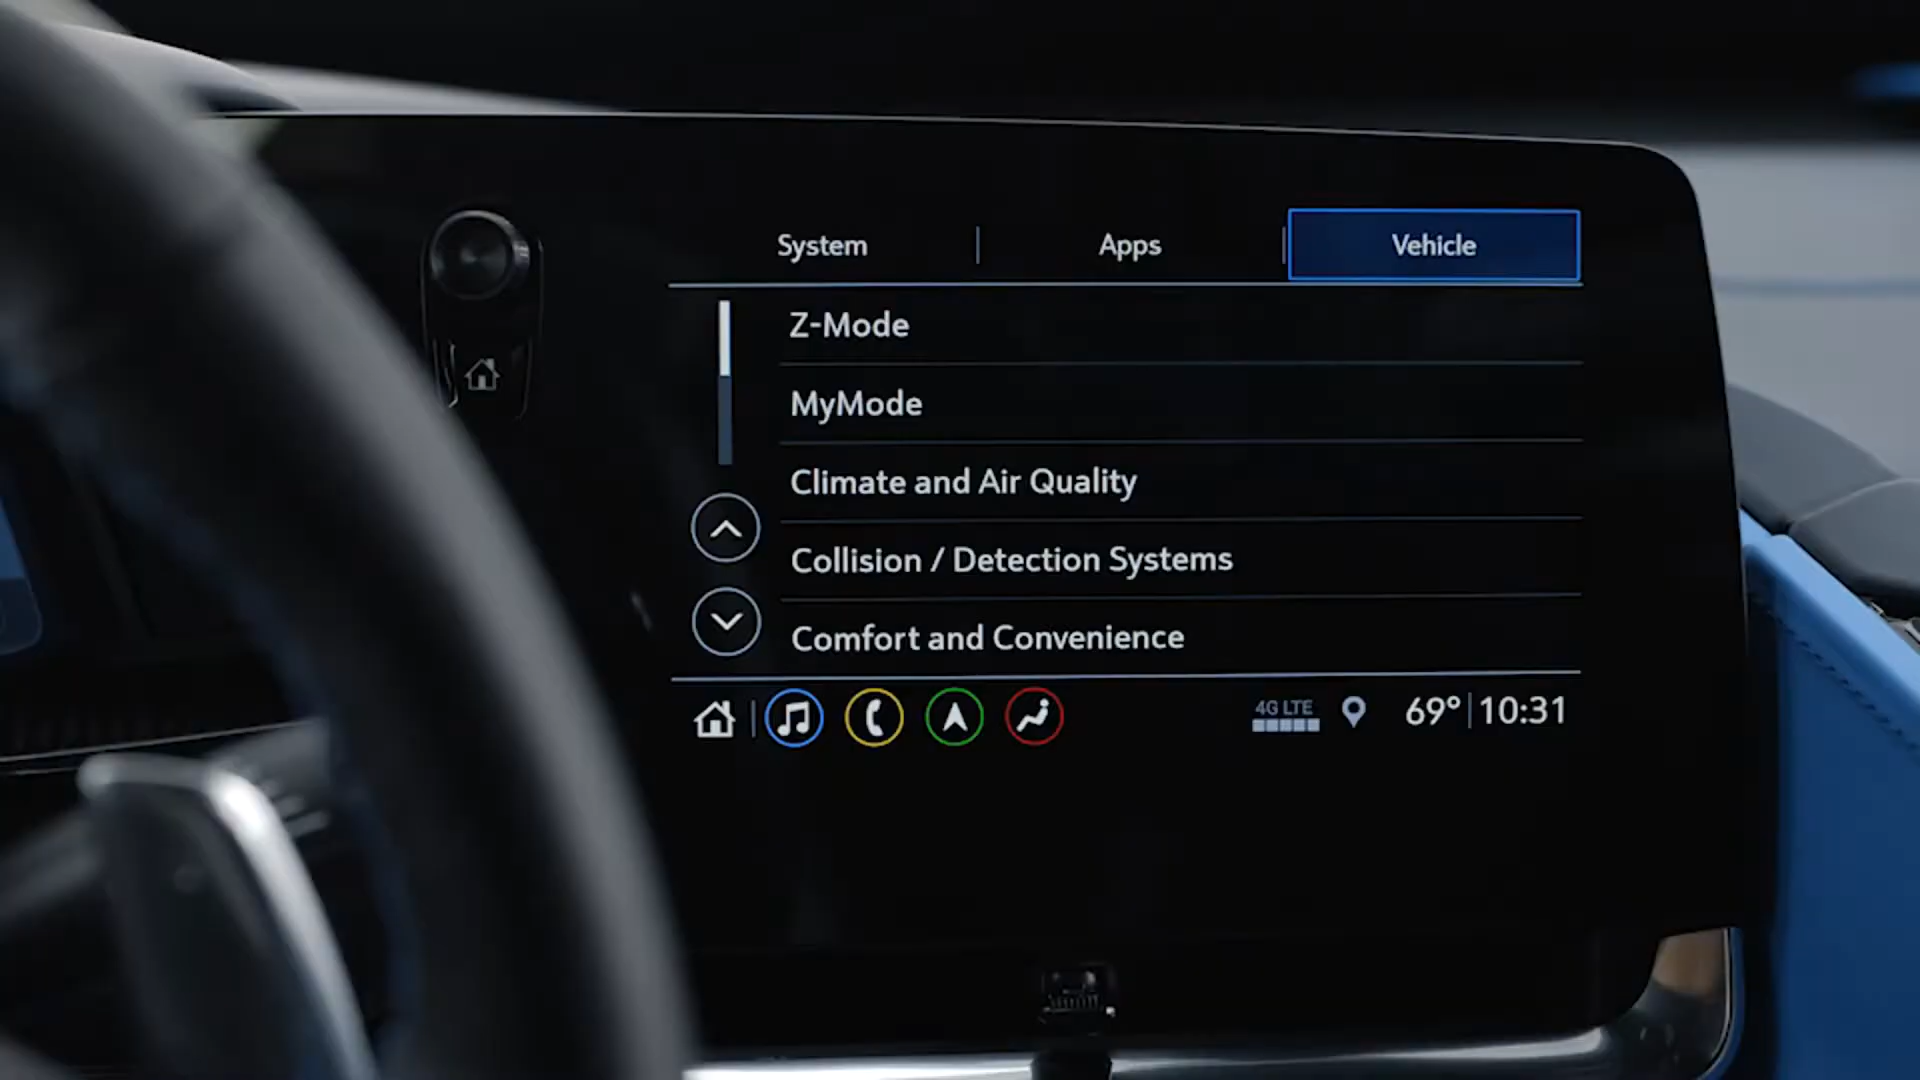 System Apps Vehicle
Z-Mode
MyMode
Climate and Air Quality
Collision / Detection Systems
Comfort and Convenience
4G LTE 69° 10:31